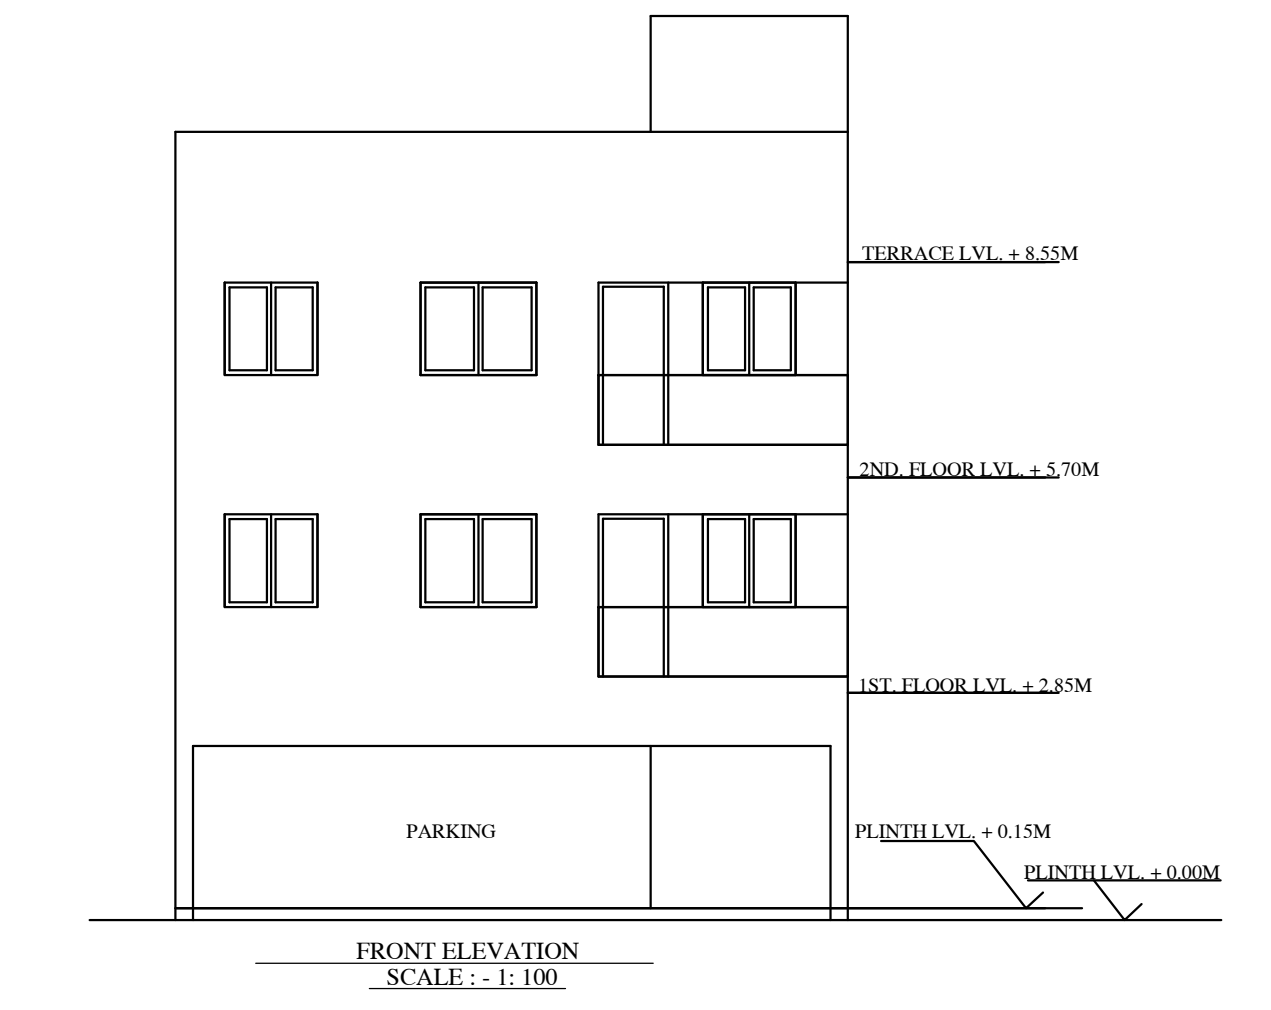 TERRACE LVL. + 8.55M
2ND. FLOOR LVL. + 5.70M
1ST. FLOOR LVL. + 2.85M
PARKING
PLINTH LVL. + 0.15M
PLINTH LVL. + 0.00M
FRONT ELEVATION
SCALE : - 1: 100